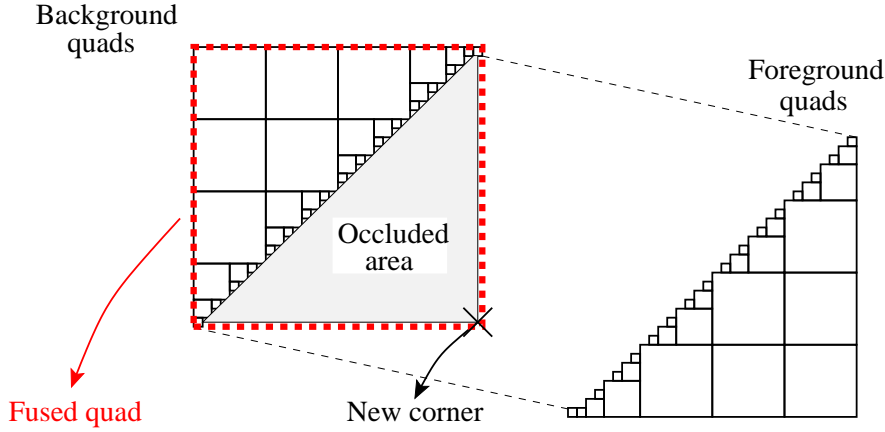 Background
quads
Foreground
quads
Occluded
area
Fused quad
New corner